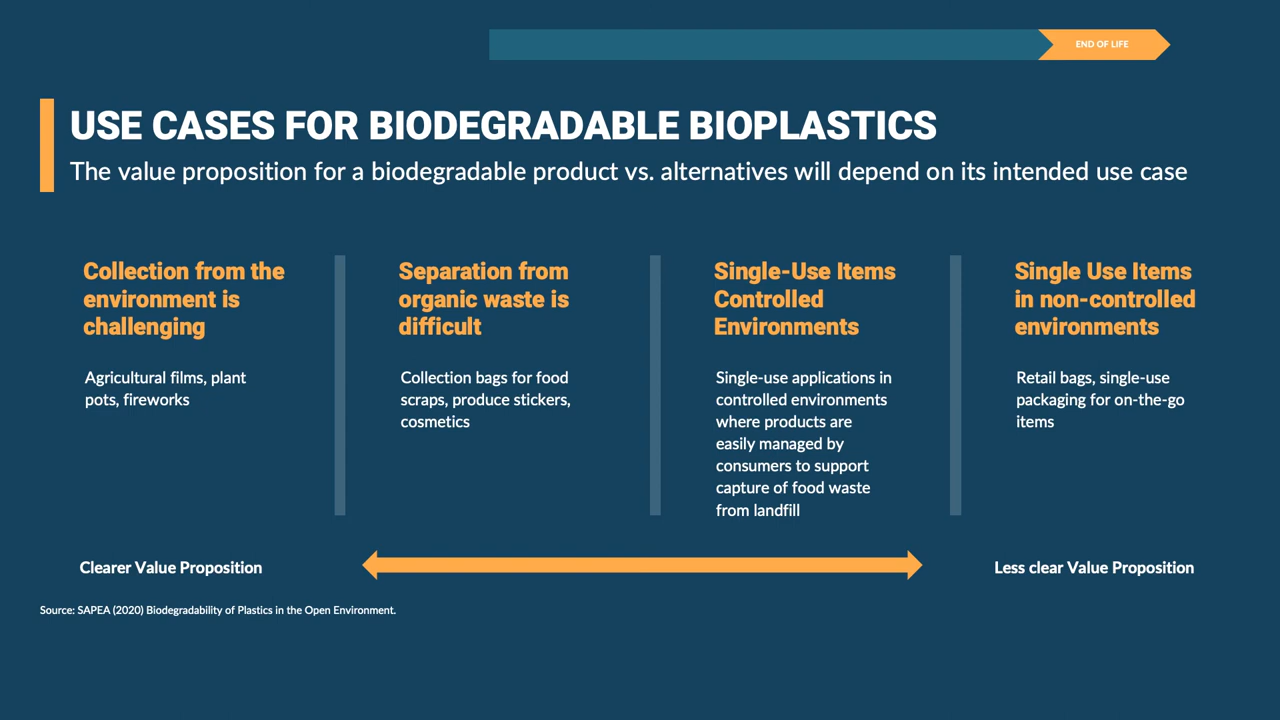 END OF LIFE
USE CASES FOR BIODEGRADABLE BIOPLASTICS
The value proposition for a biodegradable product vs. alternatives will depend on its intended use case
Collection from the
environment is
challenging
Agricultural films, plant
pots, fireworks
Separation from
organic waste is
difficult
Collection bags for food
scraps, produce stickers,
cosmetics
Single-Use Items
Controlled
Environments
Single-use applications in
controlled environments
where products are
easily managed by
consumers to support
capture of food waste
from landfill
Single Use Items
in non-controlled
environments
Retail bags, single-use
packaging for on-the-go
items
Clearer Value Proposition
Less clear Value Proposition
Source: SAPEA (2020) Biodegradability of Plastics in the Open Environment.